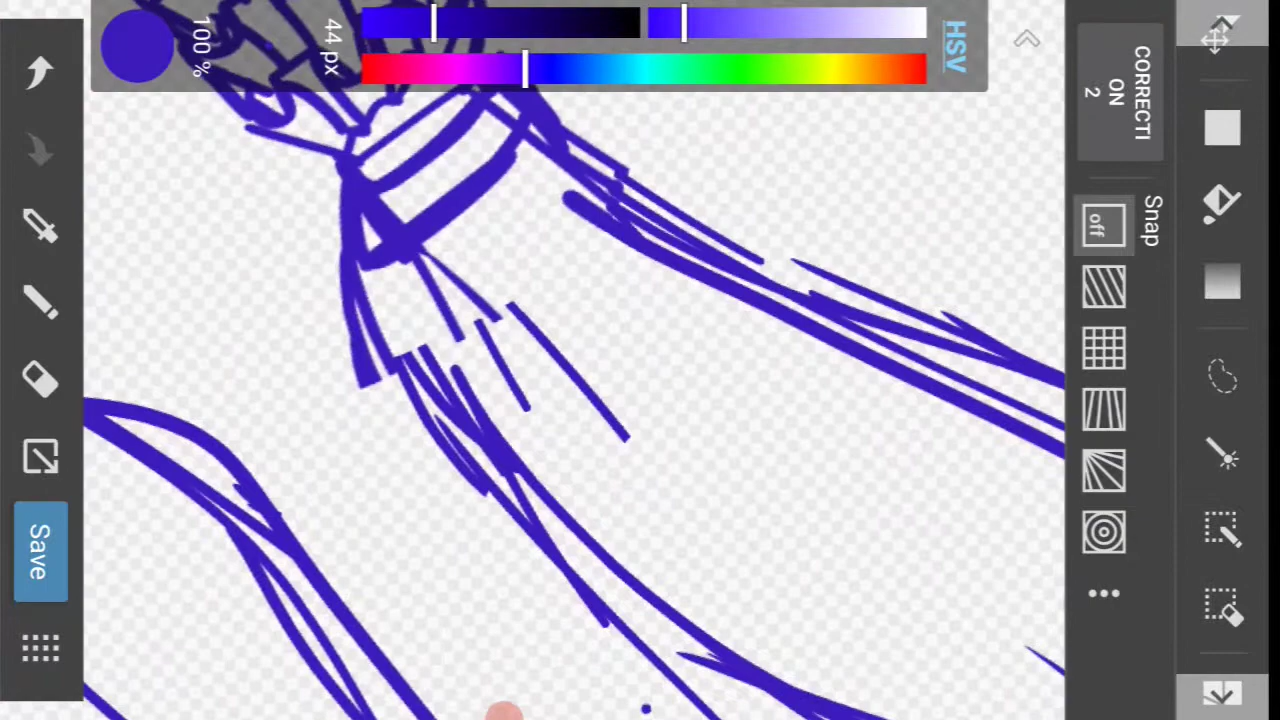 HSV
44 px
100 %
CORRECTI
ON
2
Snap
off
Save